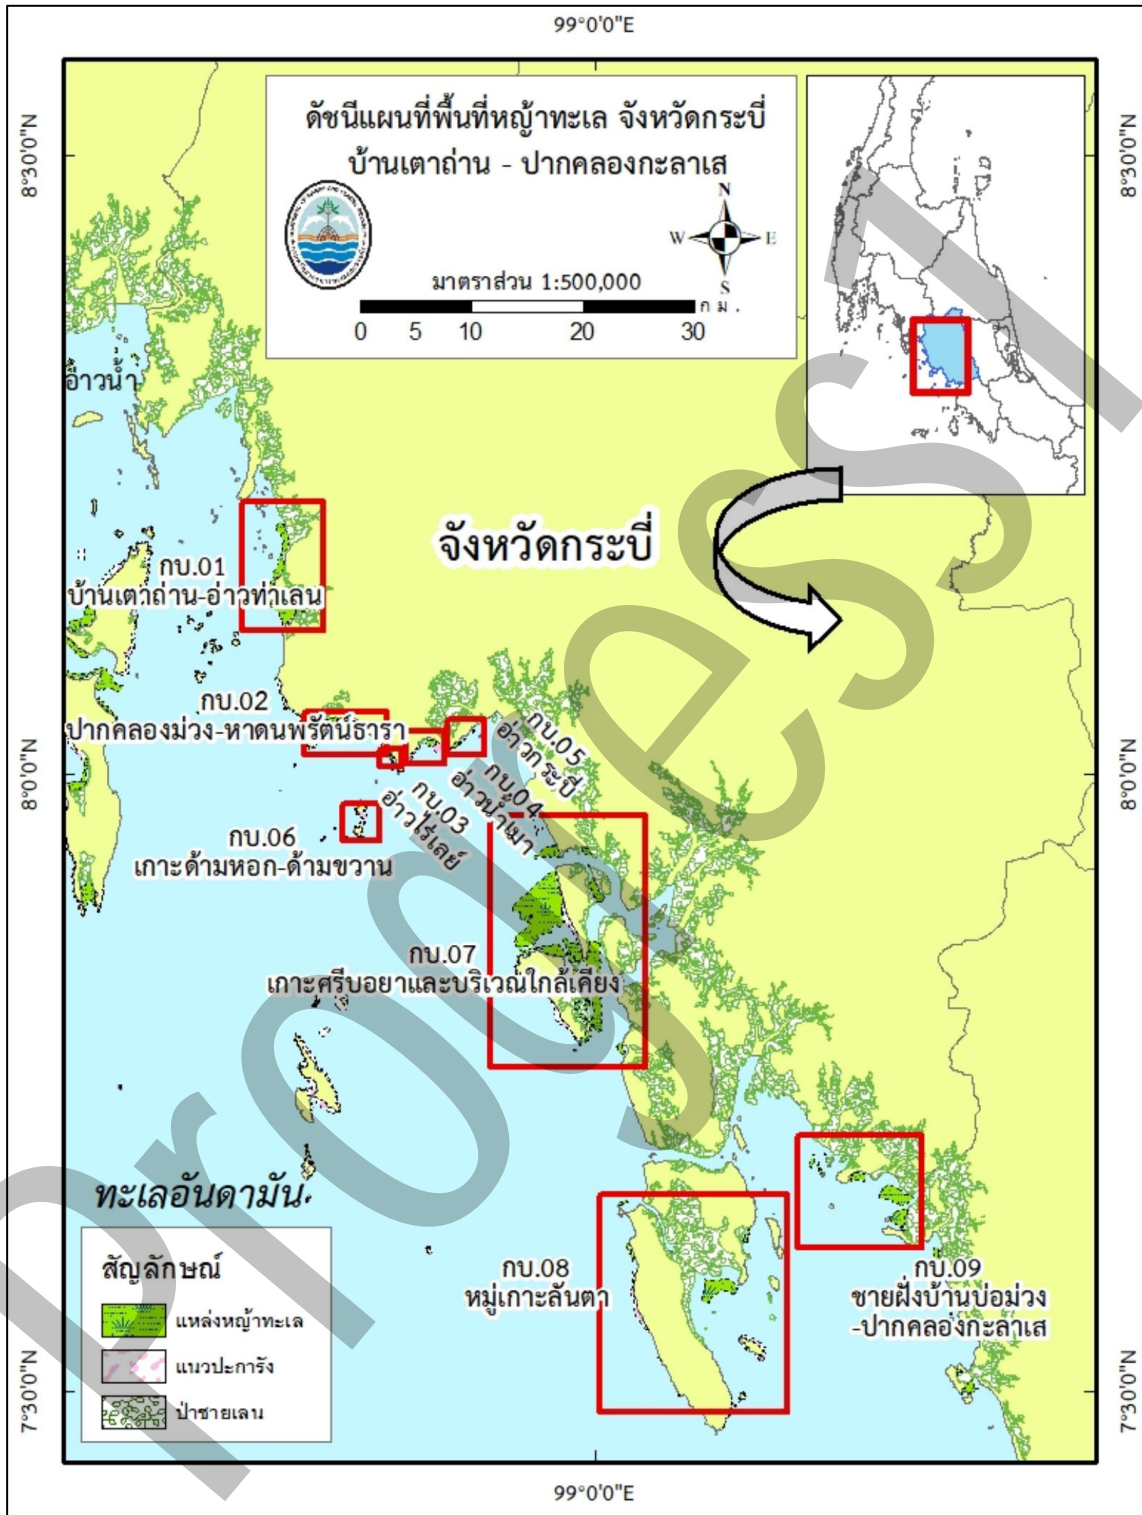 99°0'0"E
ดัชนีแผนที่พื้นที่หญ้าทะเล จังหวัดกระบี่
บ้านเตาถ่าน - ปากคลองกะลาเส
N
W
E
S
มาตราส่วน 1:500,000
กม.
0 5 10 20 30
8°30'0"N
8°30'0"N
อ่าวน้ำ
จังหวัดกระบี่
กบ.01
บ้านเตาถ่าน-อ่าวท่าเลน
กบ.02
ปากคลองม่วง-หาดนพรัตน์ธารา
กบ.05
อ่าวกระบี่
กบ.04
อ่าวน้ำเมา
กบ.03
อ่าวไร่เลย์
8°0'0"N
8°0'0"N
กบ.06
เกาะด้ามหอก-ด้ามขวาน
กบ.07
เกาะศรีบอยาและบริเวณใกล้เคียง
ทะเลอันดามัน
กบ.08
หมู่เกาะลันตา
กบ.09
ชายฝั่งบ้านบ่อม่วง
-ปากคลองกะลาเส
สัญลักษณ์
แหล่งหญ้าทะเล
แนวปะการัง
ป่าชายเลน
7°30'0"N
7°30'0"N
99°0'0"E
Progress1